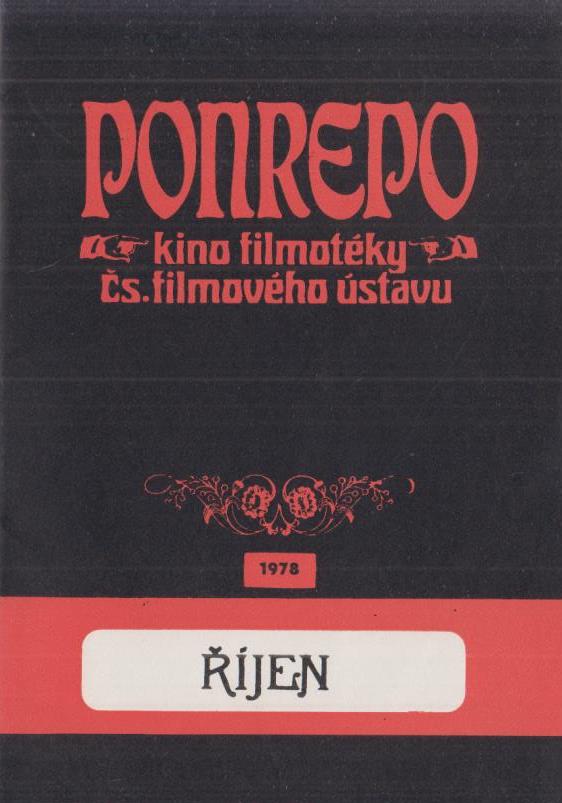 PONREPO
kino filmotéky
čs. filmového ústavu
1978
ŘÍJEN